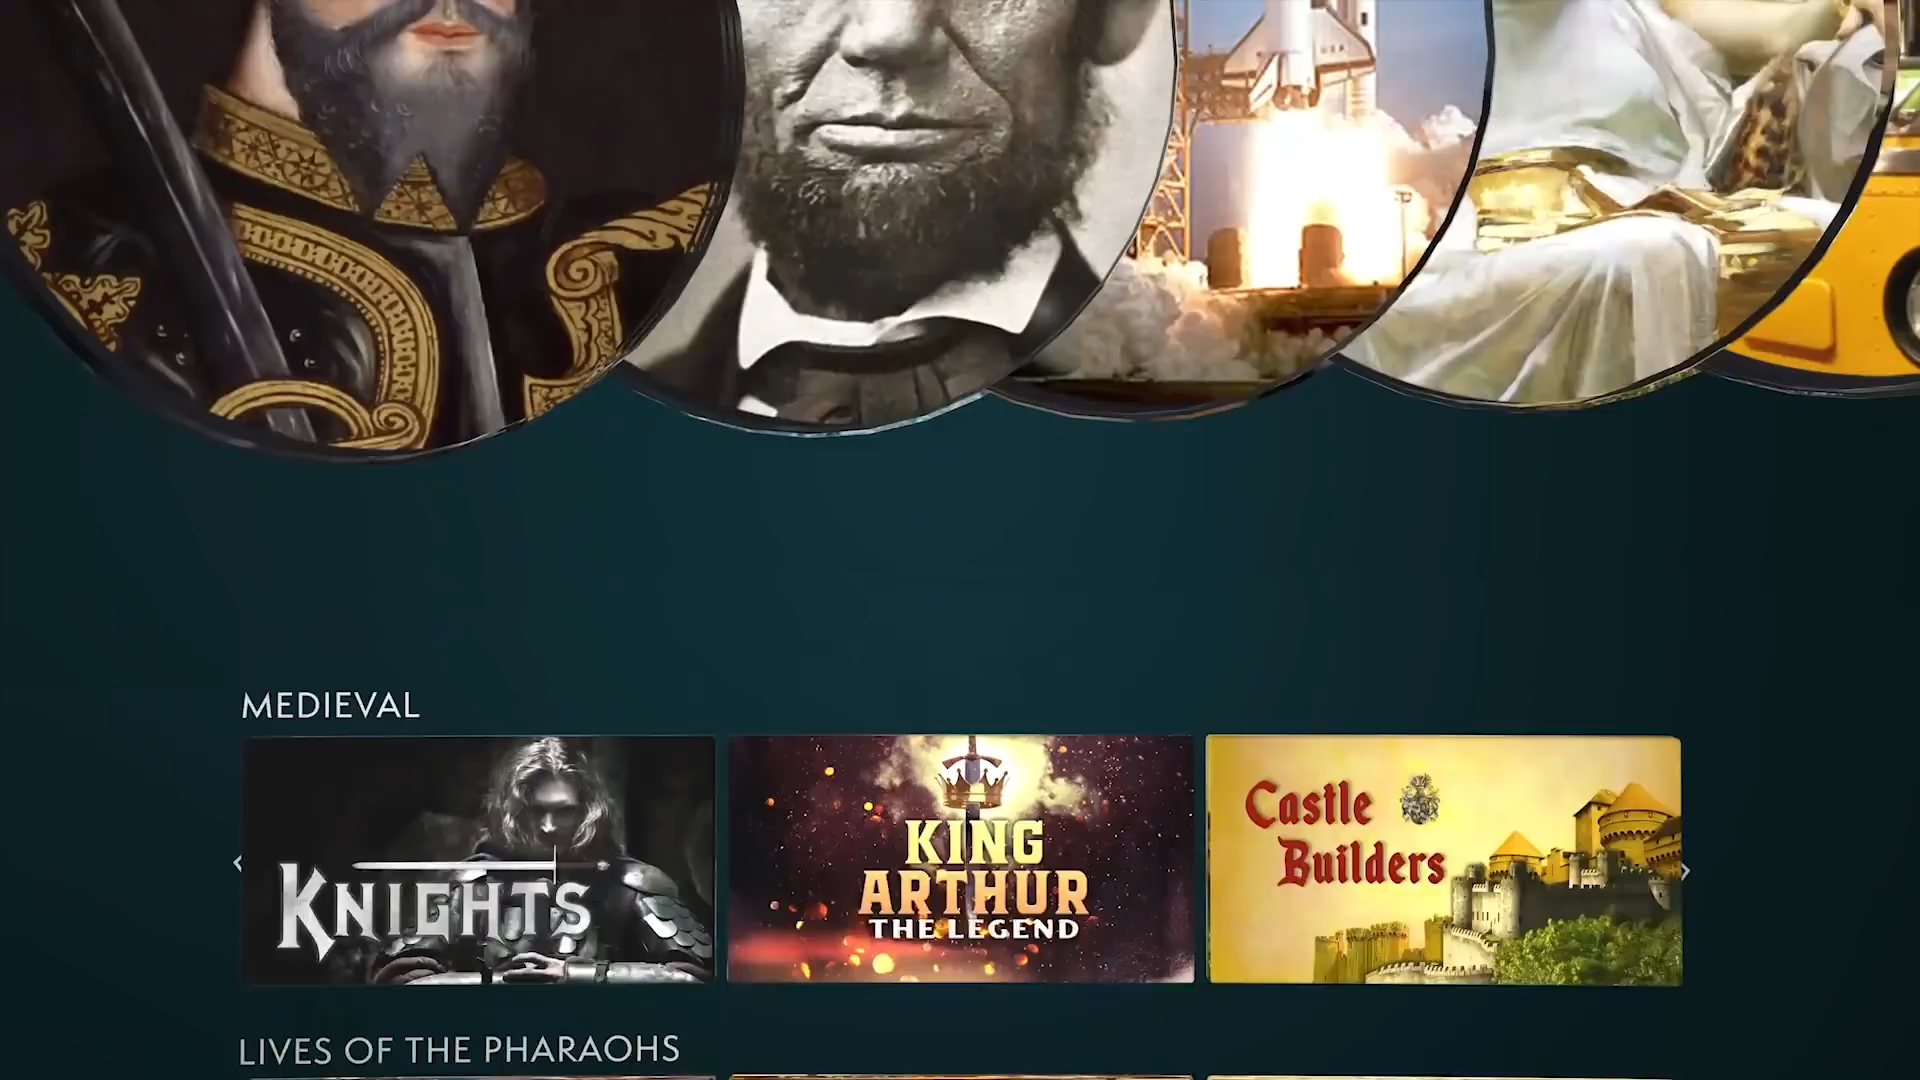 MEDIEVAL
KNIGHTS
KING
ARTHUR
THE LEGEND
Castle
Builders
LIVES OF THE PHARAOHS